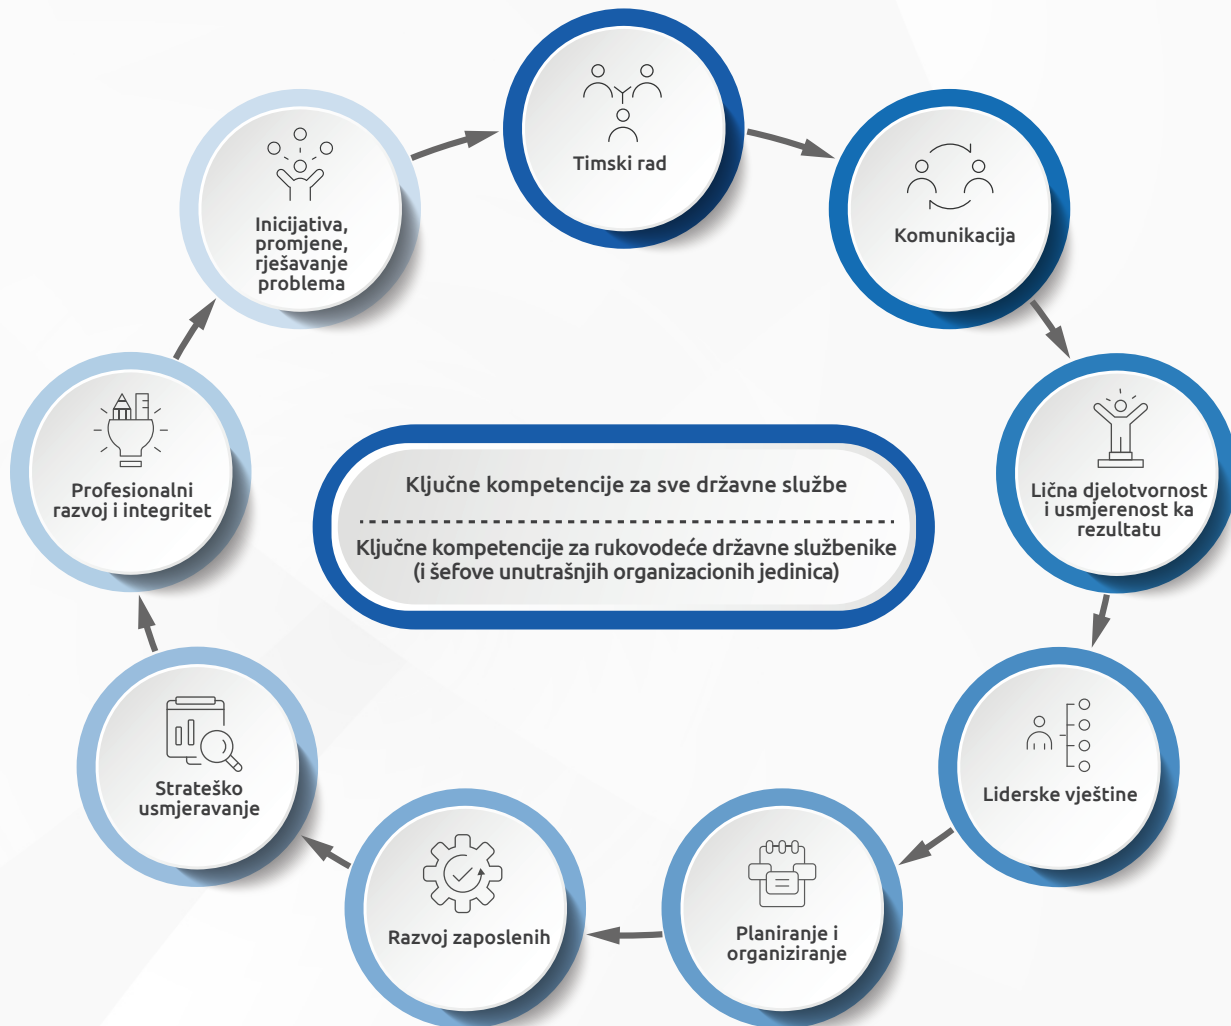 Timski rad
Komunikacija
Lična djelotvornost
i usmjerenost ka
rezultatu
Liderske vještine
Planiranje i
organiziranje
Razvoj zaposlenih
Strateško
usmjeravanje
Profesionalni
razvoj i integritet
Inicijativa,
promjene,
rješavanje
problema
Ključne kompetencije za sve državne službe
Ključne kompetencije za rukovodeće državne službenike
(i šefove unutrašnjih organizacionih jedinica)